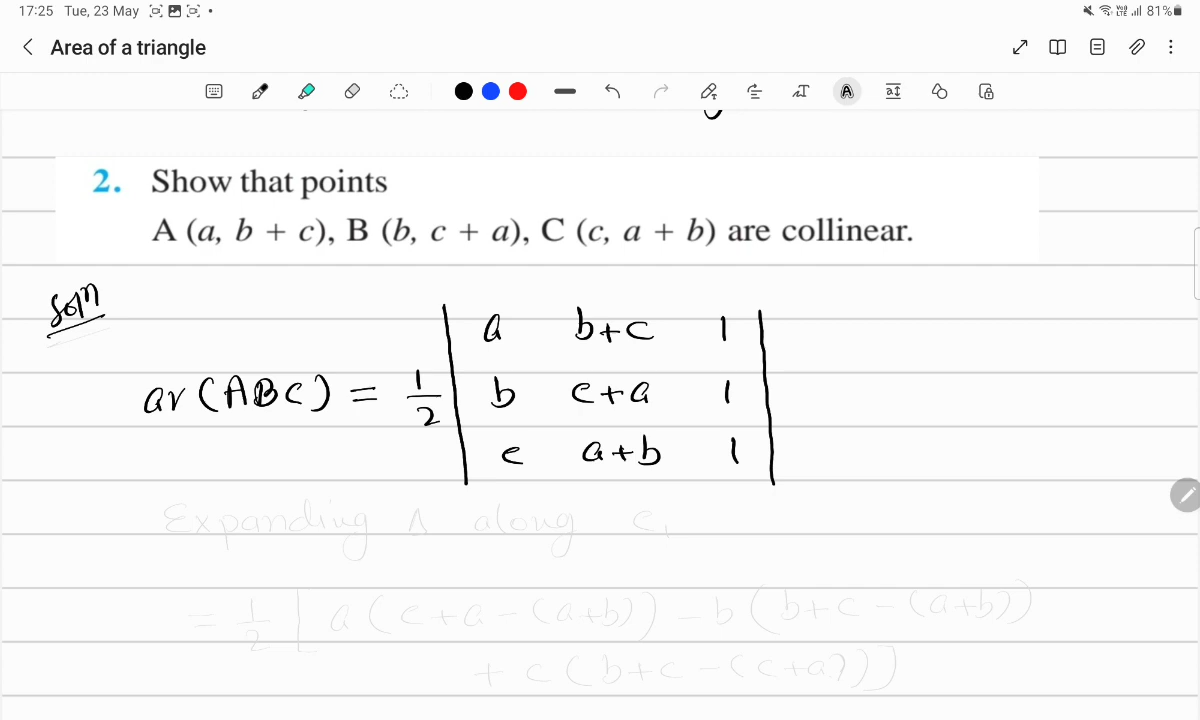 17:25 Tue, 23 May 81%
Area of a triangle
2. Show that points
A (a, b + c), B (b, c + a), C (c, a + b) are collinear.
Soln
ar (ABC) = 1/2 | a b+c 1 |
| b c+a 1 |
| c a+b 1 |
Expanding Δ along C₁
= 1/2 [ a (c+a - (a+b)) - b (b+c - (a+b))
+ c (b+c - (c+a))]